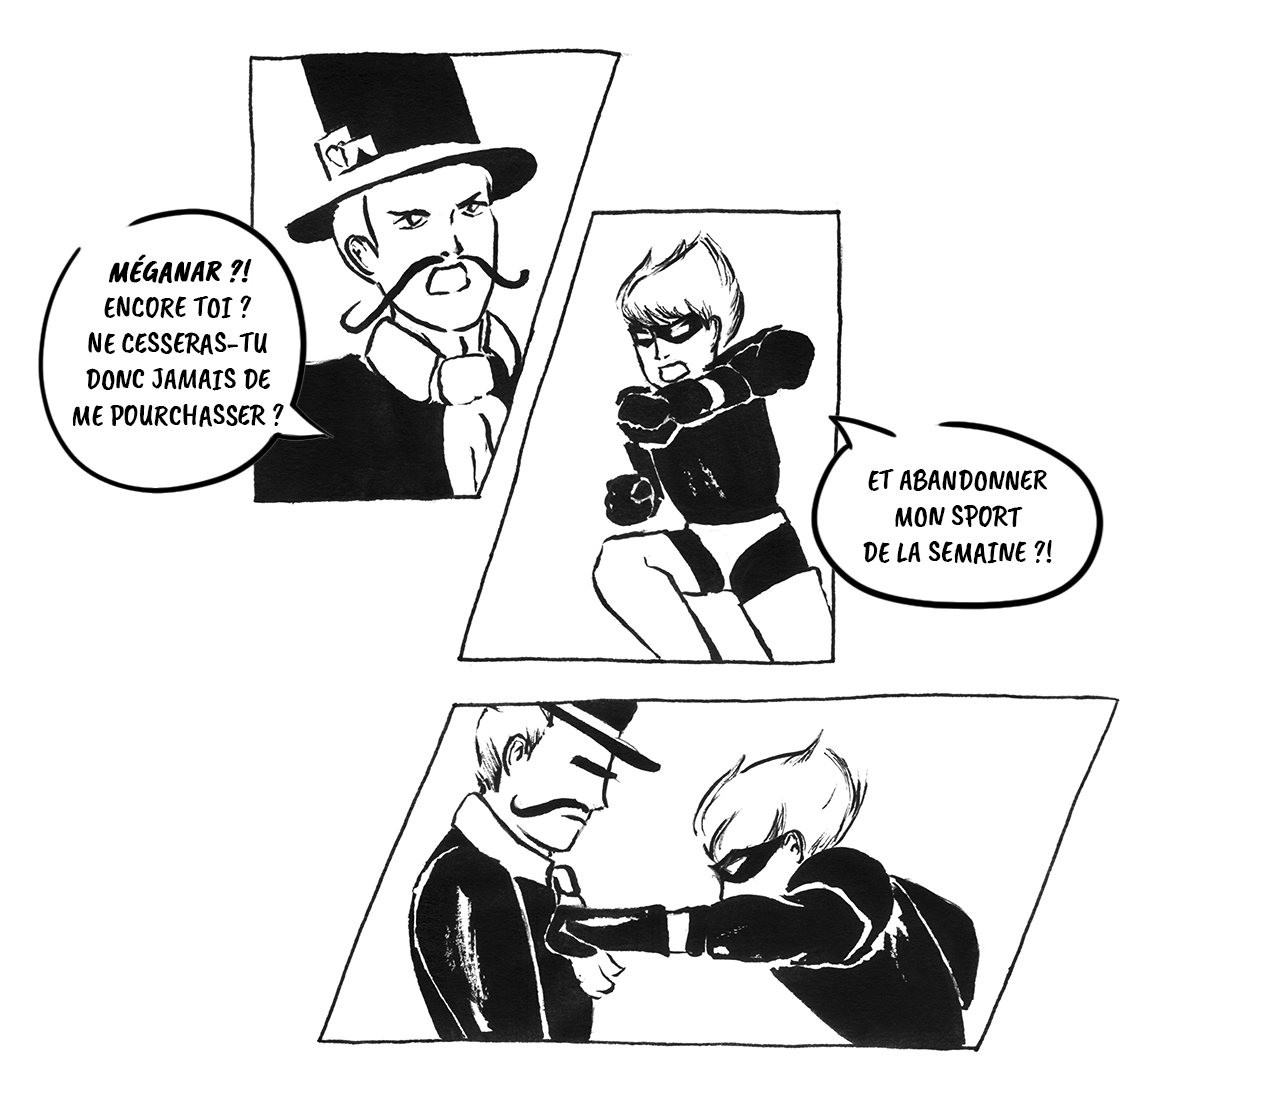 MÉGANAR ?!
ENCORE TOI ?
NE CESSERAS-TU
DONC JAMAIS DE
ME POURCHASSER ?
ET ABANDONNER
MON SPORT
DE LA SEMAINE ?!